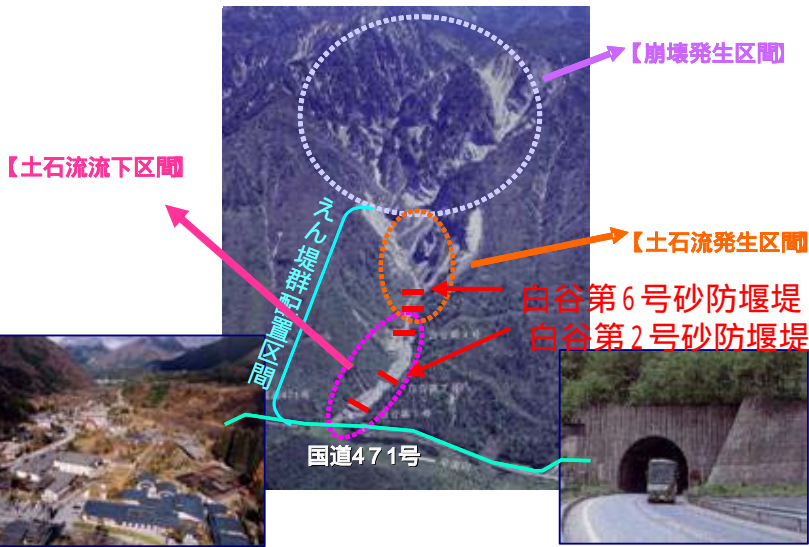 【崩壊発生区間】
【土石流流下区間】
えん堤群配置区間
【土石流発生区間】
白谷第6号砂防堰堤
白谷第2号砂防堰堤
国道471号